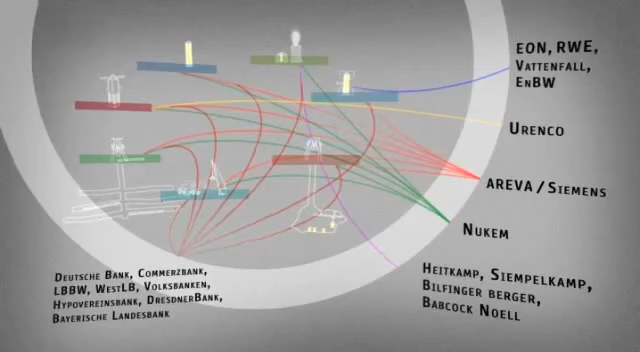 EON, RWE,
VATTENFALL,
ENBW
URENCO
AREVA / SIEMENS
NUKEM
HEITKAMP, SIEMPELKAMP,
BILFINGER BERGER,
BABCOCK NOELL
DEUTSCHE BANK, COMMERZBANK,
LBBW, WESTLB, VOLKSBANKEN,
HYPOVEREINSBANK, DRESDNERBANK,
BAYERISCHE LANDESBANK